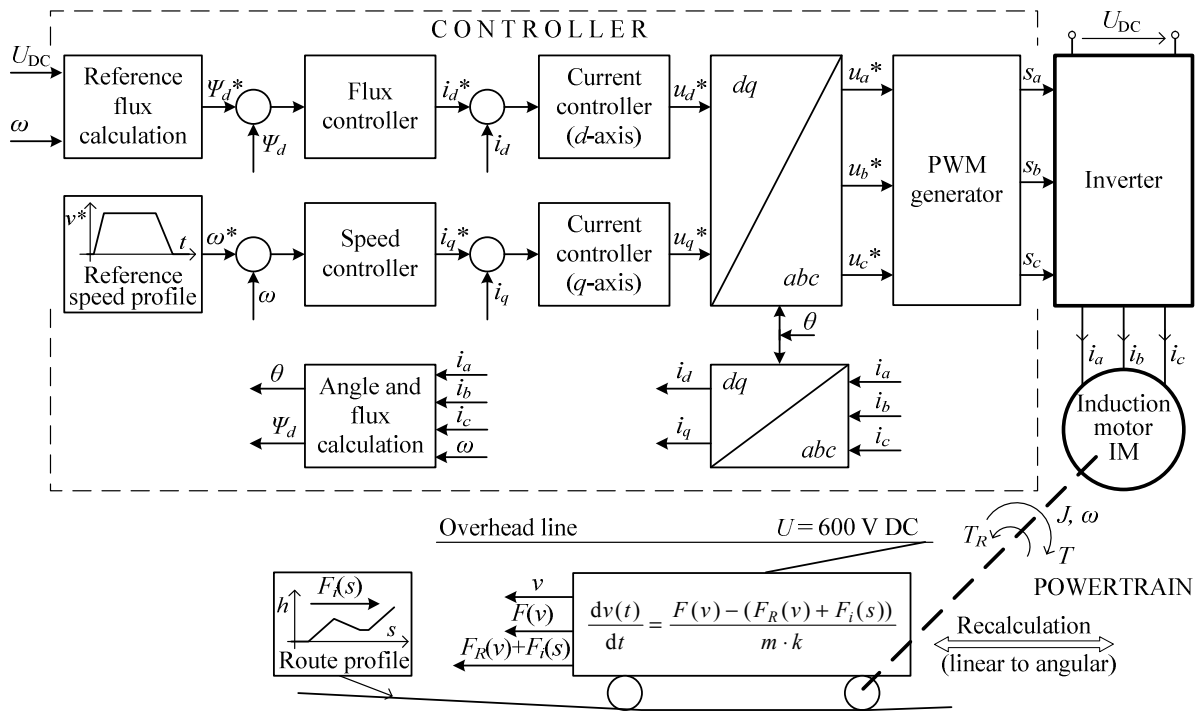 CONTROLLER
U_DC
ω
Reference
flux
calculation
Ψ_d*
Ψ_d
Flux
controller
i_d*
i_d
Current
controller
(d-axis)
u_d*
dq
abc
u_a*
u_b*
u_c*
PWM
generator
s_a
s_b
s_c
U_DC
Inverter
v*
t
Reference
speed profile
ω*
ω
Speed
controller
i_q*
i_q
Current
controller
(q-axis)
u_q*
θ
θ
Ψ_d
Angle and
flux
calculation
i_a
i_b
i_c
ω
i_d
i_q
dq
abc
i_a
i_b
i_c
i_a
i_b
i_c
Induction
motor
IM
J, ω
T_R
T
POWERTRAIN
Overhead line
U = 600 V DC
h
F_i(s)
s
Route profile
v
F(v)
F_R(v)+F_i(s)
dv(t)/dt = F(v) − (F_R(v) + F_i(s))/m · k
Recalculation
(linear to angular)